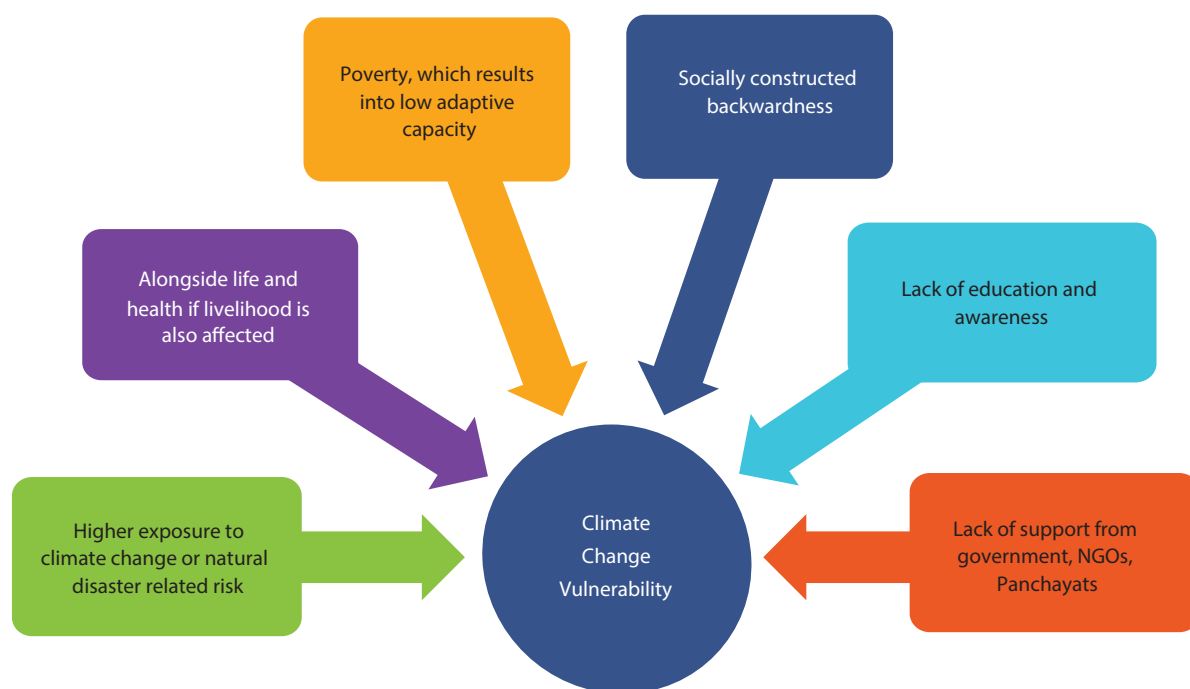 Poverty, which results
into low adaptive
capacity
Socially constructed
backwardness
Alongside life and
health if livelihood is
also affected
Lack of education and
awareness
Higher exposure to
climate change or natural
disaster related risk
Climate
Change
Vulnerability
Lack of support from
government, NGOs,
Panchayats